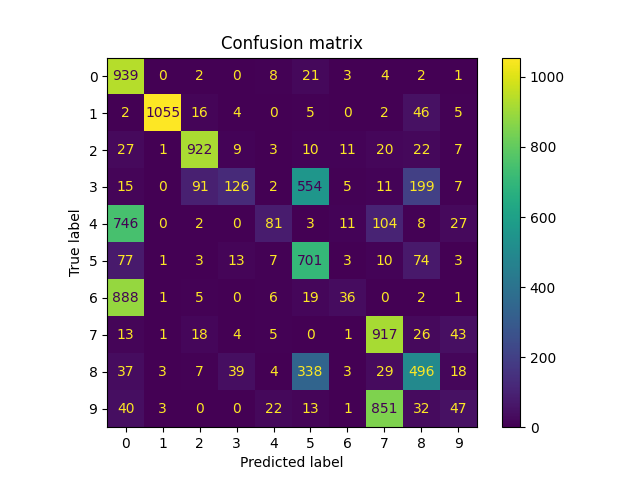 Confusion matrix
0 939 0 2 0 8 21 3 4 2 1
1 2 1055 16 4 0 5 0 2 46 5
2 27 1 922 9 3 10 11 20 22 7
3 15 0 91 126 2 554 5 11 199 7
4 746 0 2 0 81 3 11 104 8 27
5 77 1 3 13 7 701 3 10 74 3
6 888 1 5 0 6 19 36 0 2 1
7 13 1 18 4 5 0 1 917 26 43
8 37 3 7 39 4 338 3 29 496 18
9 40 3 0 0 22 13 1 851 32 47
0 1 2 3 4 5 6 7 8 9
Predicted label
True label
1000
800
600
400
200
0